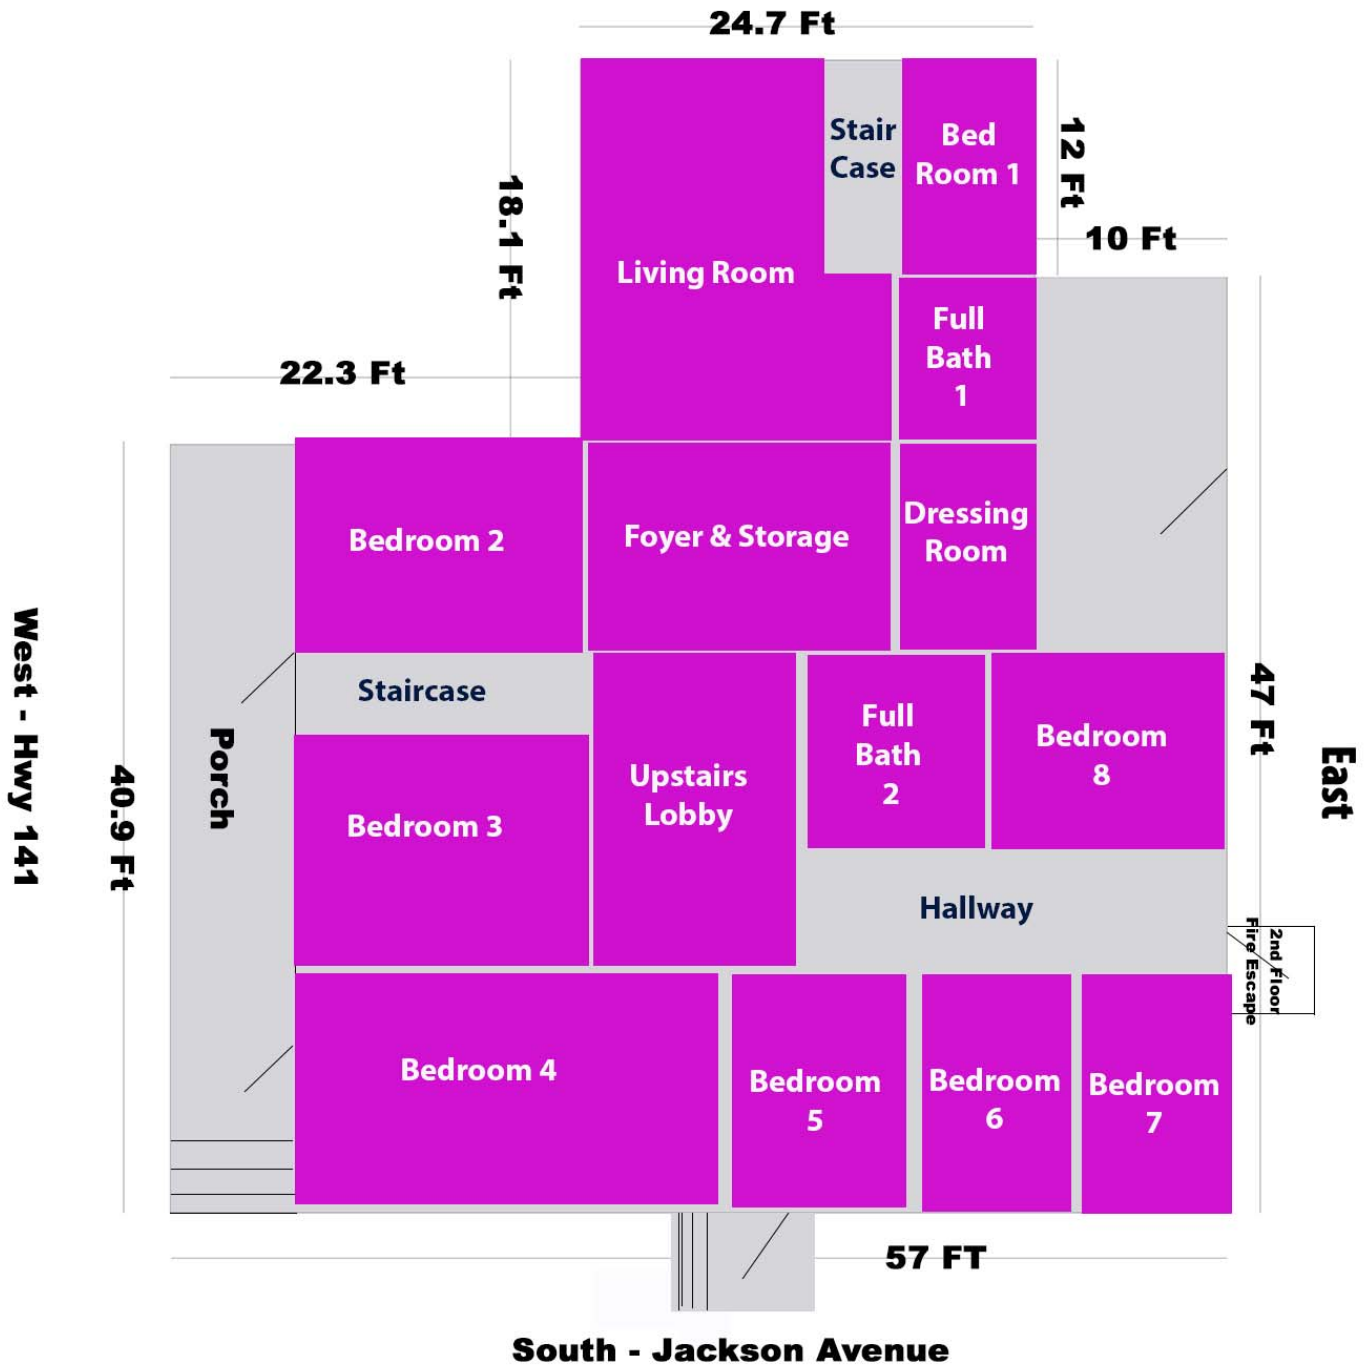 24.7 Ft
Stair
Case
Bed
Room 1
12 Ft
18.1 Ft
10 Ft
Living Room
Full
Bath
1
22.3 Ft
Bedroom 2
Foyer & Storage
Dressing
Room
West - Hwy 141
Porch
40.9 Ft
Staircase
Bedroom 3
Upstairs
Lobby
Full
Bath
2
Bedroom
8
47 Ft
East
Hallway
2nd Floor
Fire Escape
Bedroom 4
Bedroom
5
Bedroom
6
Bedroom
7
57 FT
South - Jackson Avenue